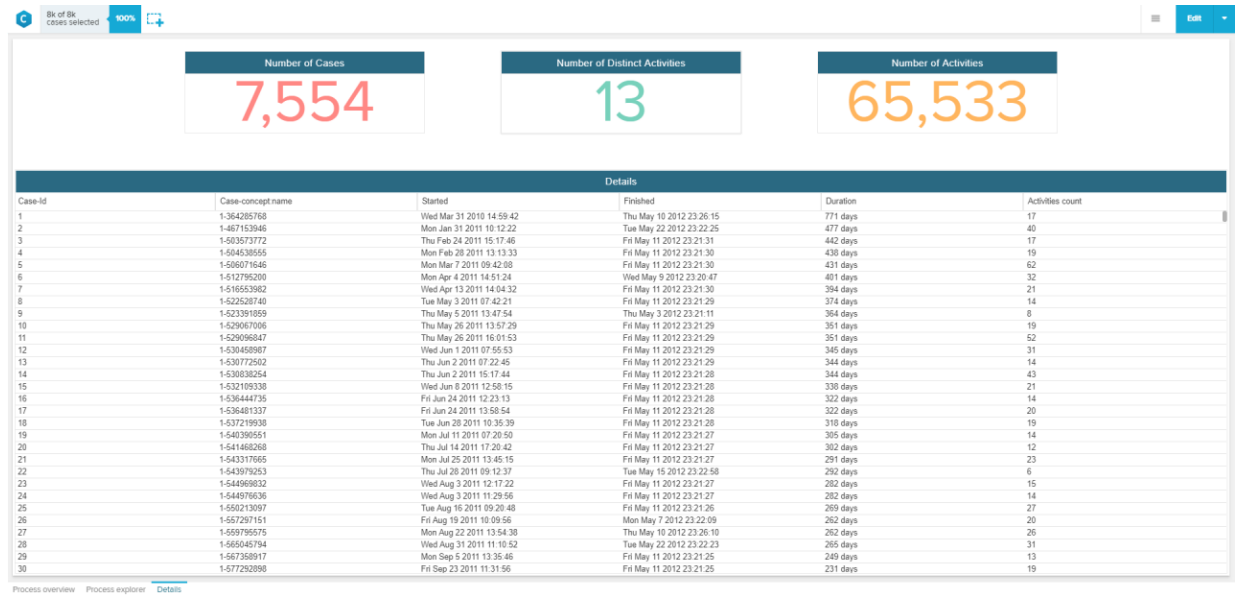 C 8k of 8k
cases selected 100% Edit
Number of Cases Number of Distinct Activities Number of Activities
7,554 13 65,533
Details
Case-Id Case-concept name Started Finished Duration Activities count
1 1-364285768 Wed Mar 31 2010 14:59:42 Thu May 10 2012 23:26:15 771 days 17
2 1-467153946 Mon Jan 31 2011 10:12:22 Tue May 22 2012 23:22:25 477 days 40
3 1-503573772 Thu Feb 24 2011 15:17:46 Fri May 11 2012 23:21:31 442 days 17
4 1-504538555 Mon Feb 28 2011 13:13:33 Fri May 11 2012 23:21:30 438 days 19
5 1-506071646 Mon Mar 7 2011 09:42:08 Fri May 11 2012 23:21:30 431 days 62
6 1-512795200 Mon Apr 4 2011 14:51:24 Wed May 9 2012 23:20:47 401 days 32
7 1-516553982 Wed Apr 13 2011 14:04:32 Fri May 11 2012 23:21:30 394 days 21
8 1-522528740 Tue May 3 2011 07:42:21 Fri May 11 2012 23:21:29 374 days 14
9 1-523391859 Thu May 5 2011 13:47:54 Thu May 3 2012 23:21:11 364 days 8
10 1-529067006 Thu May 26 2011 13:57:29 Fri May 11 2012 23:21:29 351 days 19
11 1-529096847 Thu May 26 2011 16:01:53 Fri May 11 2012 23:21:29 351 days 52
12 1-530458987 Wed Jun 1 2011 07:55:53 Fri May 11 2012 23:21:29 345 days 31
13 1-530772502 Thu Jun 2 2011 07:22:45 Fri May 11 2012 23:21:29 344 days 14
14 1-530838254 Thu Jun 2 2011 15:17:44 Fri May 11 2012 23:21:28 344 days 43
15 1-532109338 Wed Jun 8 2011 12:58:15 Fri May 11 2012 23:21:28 338 days 21
16 1-536444735 Fri Jun 24 2011 12:23:13 Fri May 11 2012 23:21:28 322 days 14
17 1-536481337 Fri Jun 24 2011 13:58:54 Fri May 11 2012 23:21:28 322 days 20
18 1-537219938 Tue Jun 28 2011 10:35:39 Fri May 11 2012 23:21:28 318 days 19
19 1-540390551 Mon Jul 11 2011 07:20:50 Fri May 11 2012 23:21:27 305 days 14
20 1-541468268 Thu Jul 14 2011 17:20:42 Fri May 11 2012 23:21:27 302 days 12
21 1-543317665 Mon Jul 25 2011 13:45:15 Fri May 11 2012 23:21:27 291 days 23
22 1-543979253 Thu Jul 28 2011 09:12:37 Tue May 15 2012 23:22:58 292 days 6
23 1-544969832 Wed Aug 3 2011 12:17:22 Fri May 11 2012 23:21:27 282 days 15
24 1-544976636 Wed Aug 3 2011 11:29:56 Fri May 11 2012 23:21:27 282 days 14
25 1-550213097 Tue Aug 16 2011 09:20:48 Fri May 11 2012 23:21:26 269 days 27
26 1-557297151 Fri Aug 19 2011 10:09:56 Mon May 7 2012 23:22:09 262 days 20
27 1-559795575 Mon Aug 22 2011 13:54:38 Thu May 10 2012 23:26:10 262 days 26
28 1-565045794 Wed Aug 31 2011 11:10:52 Tue May 22 2012 23:22:23 265 days 31
29 1-567358917 Mon Sep 5 2011 13:35:46 Fri May 11 2012 23:21:25 249 days 13
30 1-577292898 Fri Sep 23 2011 11:31:56 Fri May 11 2012 23:21:25 231 days 19
Process overview Process explorer Details